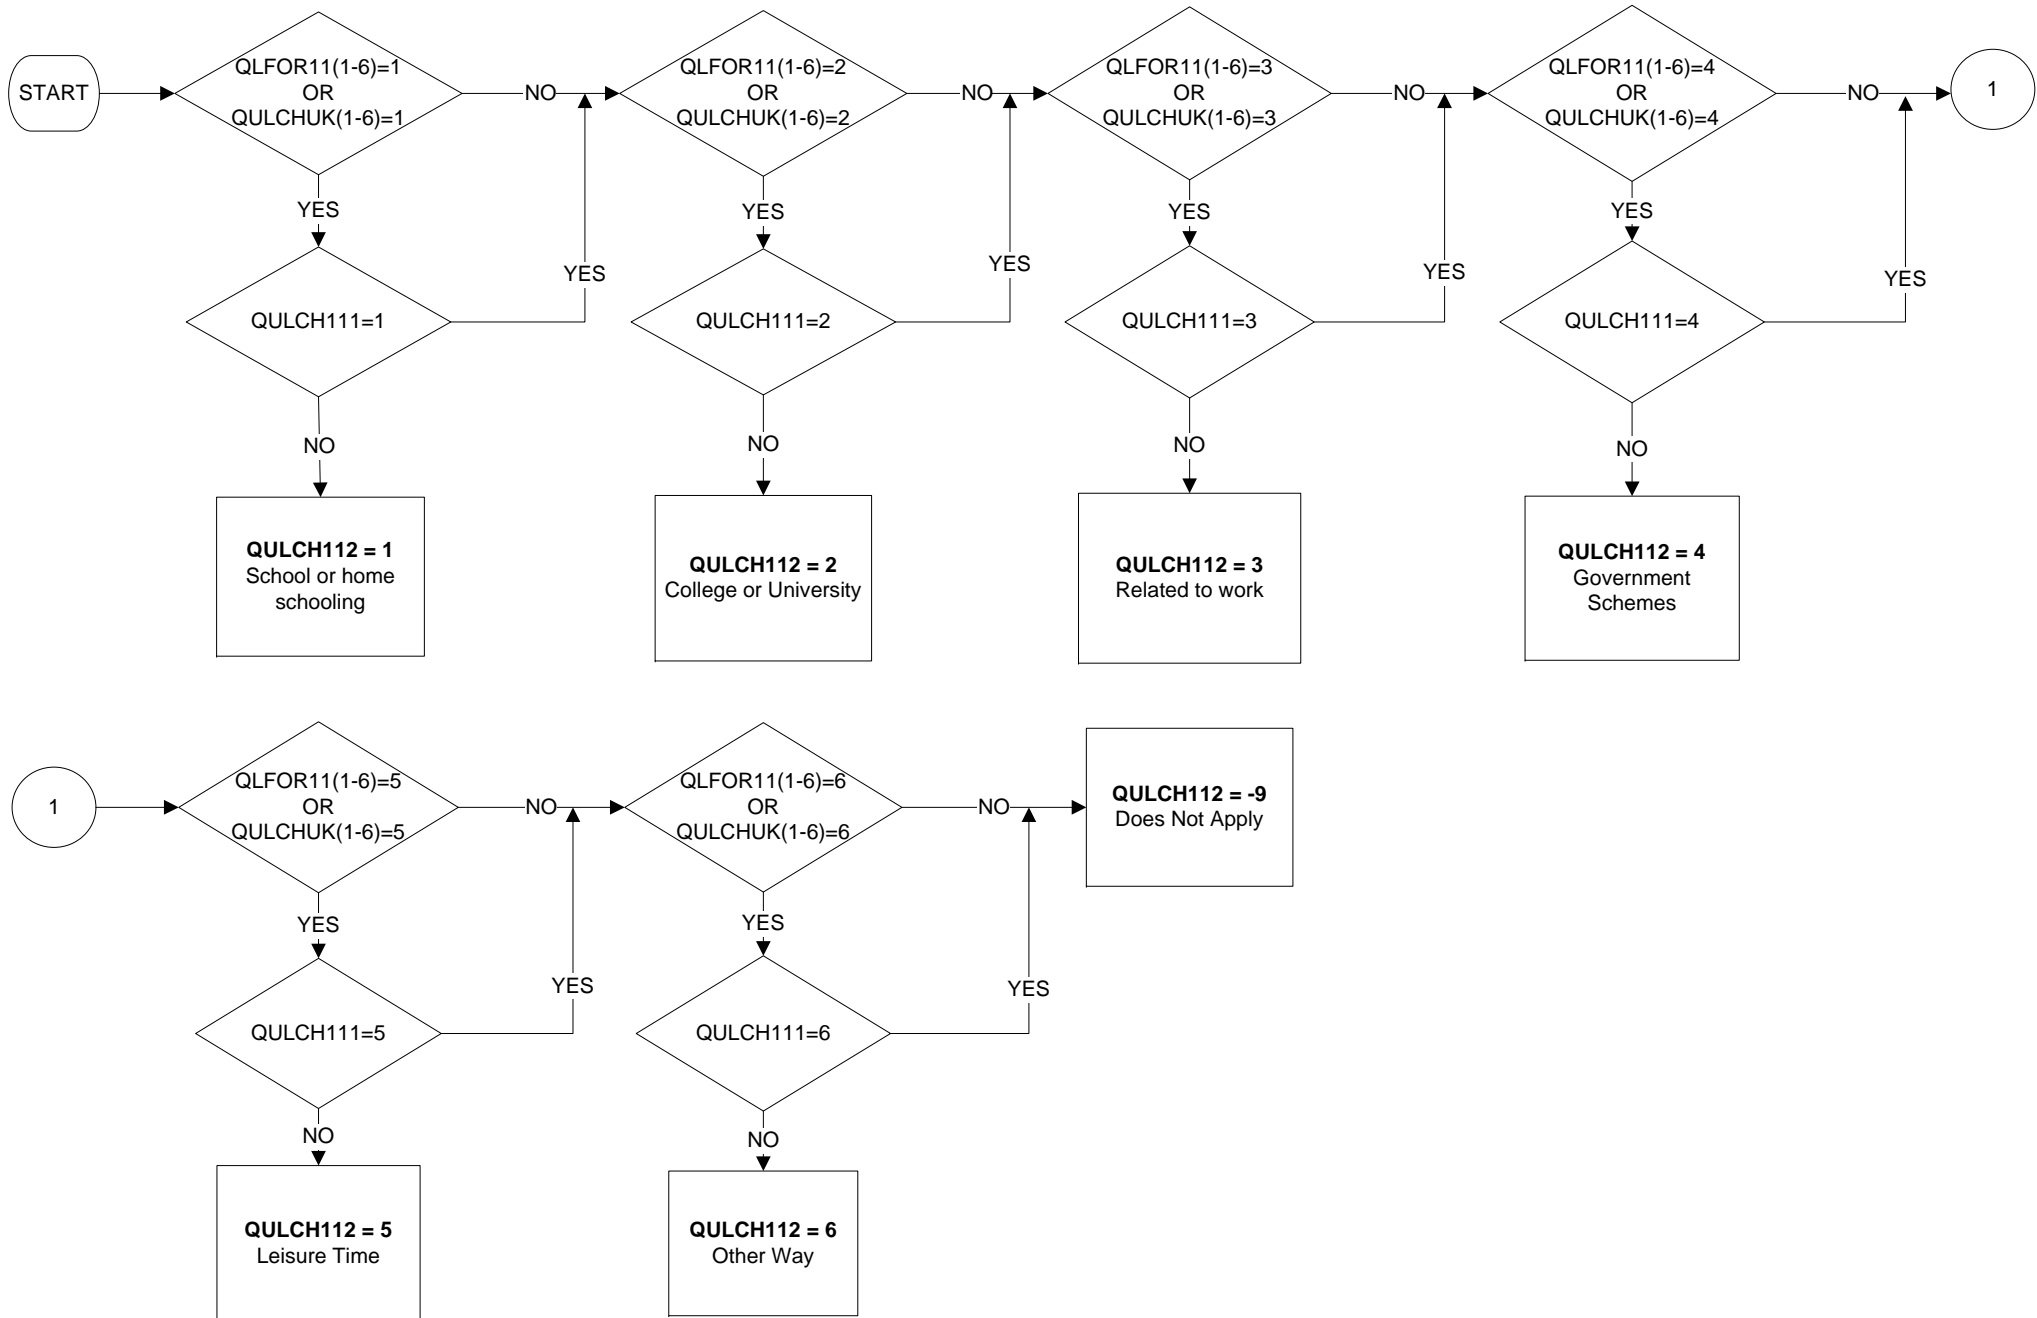 START
QLFOR11(1-6)=1
OR
QULCHUK(1-6)=1
NO
QLFOR11(1-6)=2
OR
QULCHUK(1-6)=2
NO
QLFOR11(1-6)=3
OR
QULCHUK(1-6)=3
NO
QLFOR11(1-6)=4
OR
QULCHUK(1-6)=4
NO
1
YES
YES
YES
YES
YES
YES
YES
YES
QULCH111=1
QULCH111=2
QULCH111=3
QULCH111=4
NO
NO
NO
NO
QULCH112 = 1
School or home
schooling
QULCH112 = 2
College or University
QULCH112 = 3
Related to work
QULCH112 = 4
Government
Schemes
1
QLFOR11(1-6)=5
OR
QULCHUK(1-6)=5
NO
QLFOR11(1-6)=6
OR
QULCHUK(1-6)=6
NO
QULCH112 = -9
Does Not Apply
YES
YES
YES
YES
QULCH111=5
QULCH111=6
NO
NO
QULCH112 = 5
Leisure Time
QULCH112 = 6
Other Way